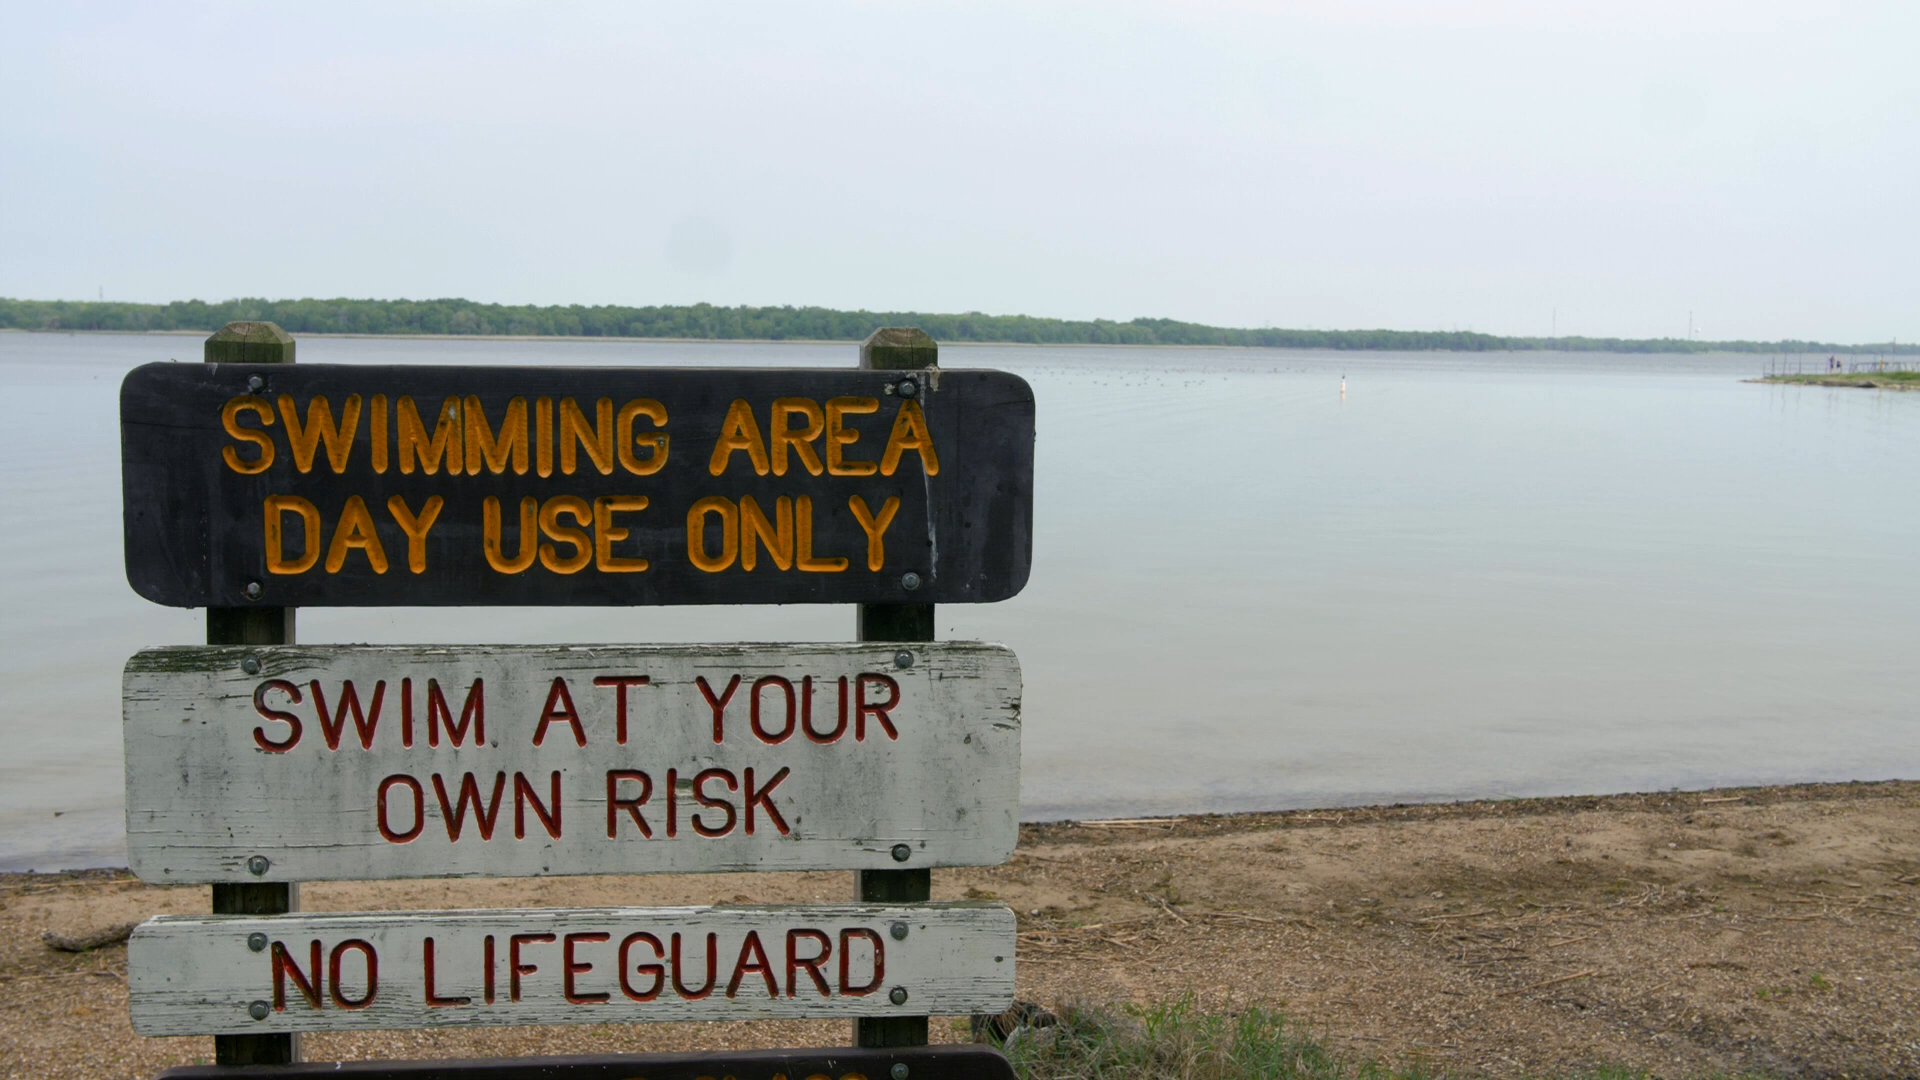 SWIMMING AREA
DAY USE ONLY
SWIM AT YOUR
OWN RISK
NO LIFEGUARD